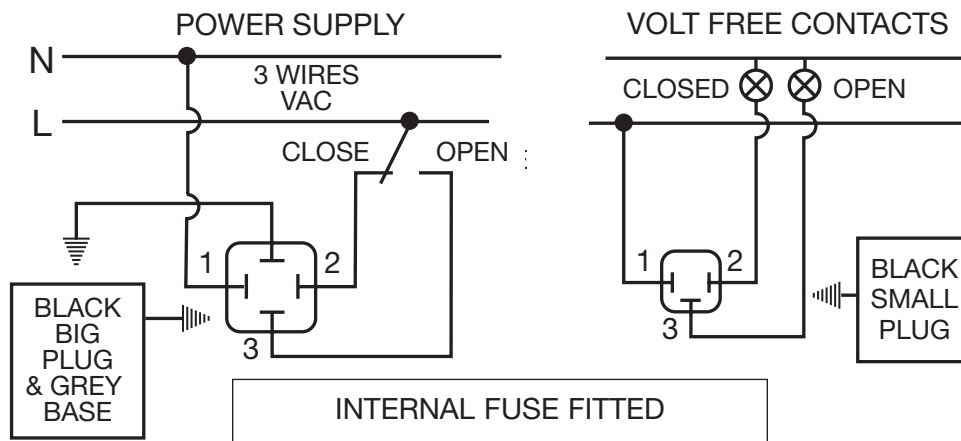 POWER SUPPLY
N
3 WIRES
VAC
L
CLOSE
OPEN
1
2
3
BLACK
BIG
PLUG
& GREY
BASE
VOLT FREE CONTACTS
CLOSED
OPEN
1
2
3
BLACK
SMALL
PLUG
INTERNAL FUSE FITTED